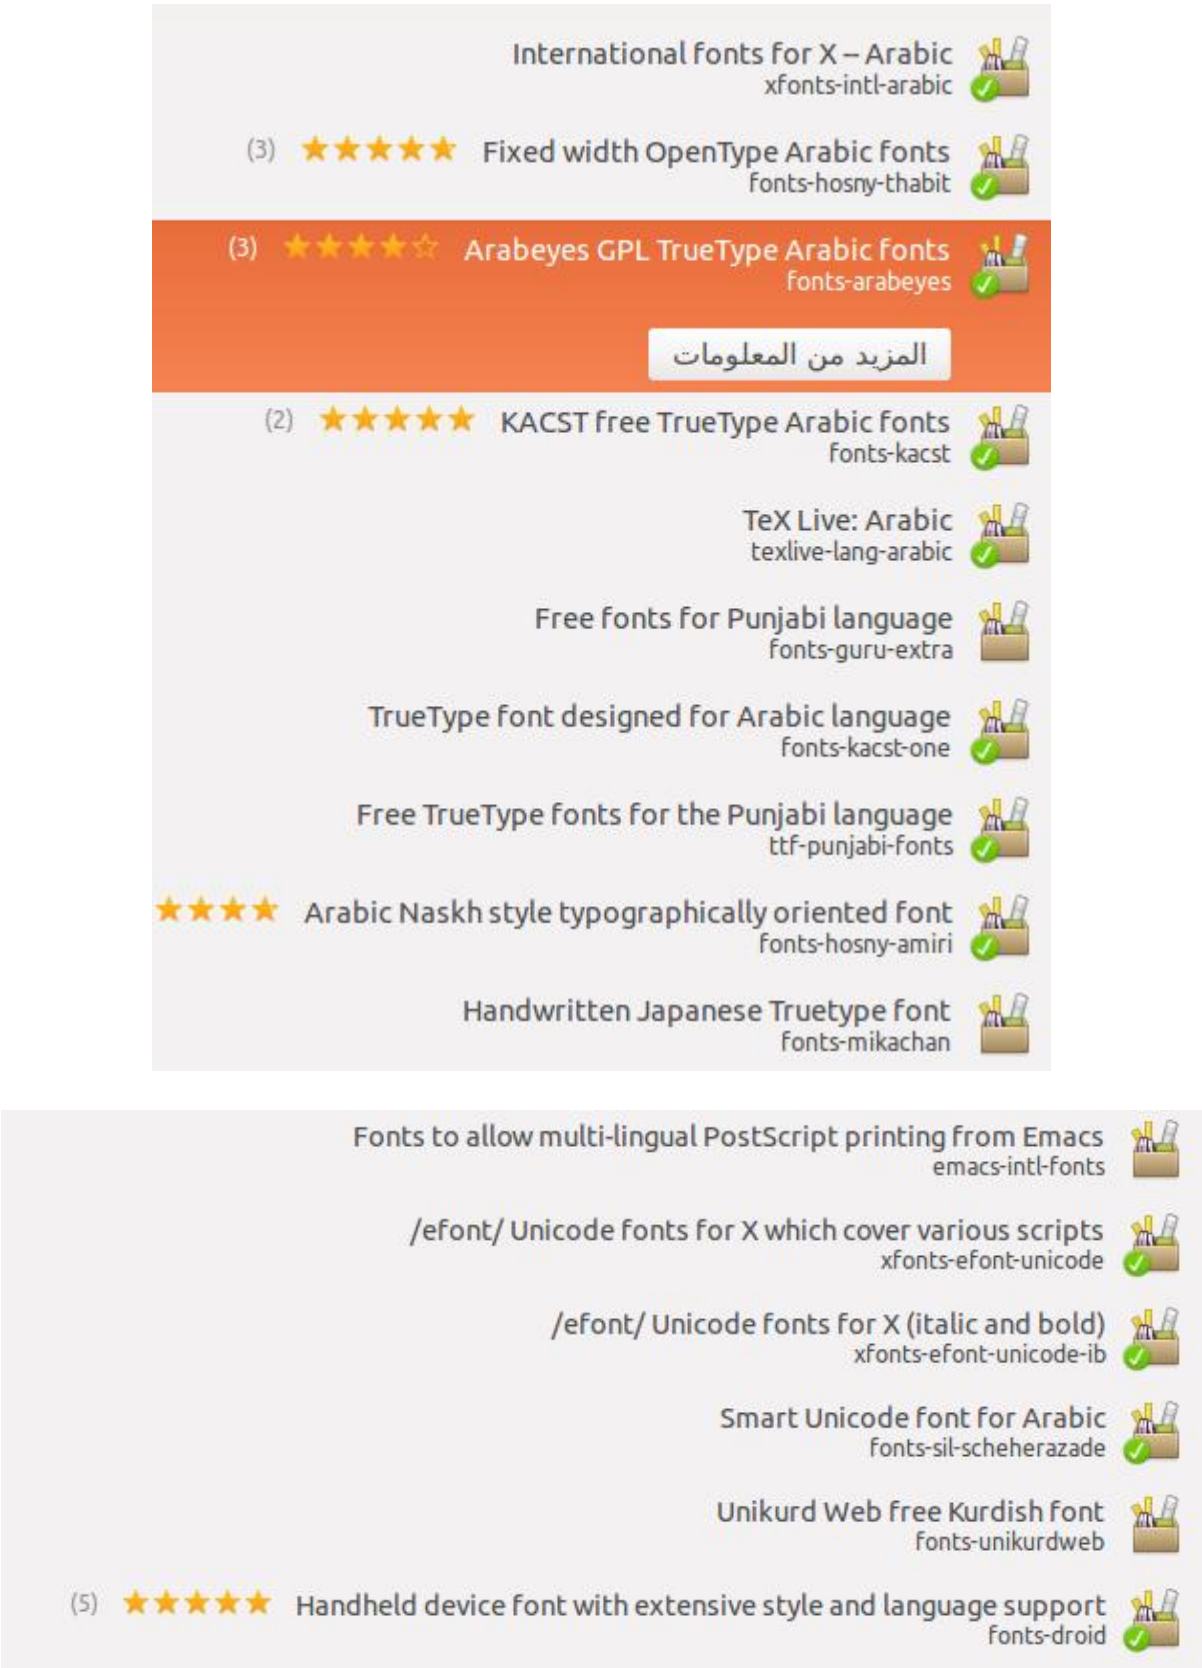 International fonts for X – Arabic
xfonts-intl-arabic
Fixed width OpenType Arabic fonts (3)
fonts-hosny-thabit
Arabeyes GPL TrueType Arabic fonts (3)
fonts-arabeyes
المزيد من المعلومات
KACST free TrueType Arabic fonts (2)
fonts-kacst
TeX Live: Arabic
texlive-lang-arabic
Free fonts for Punjabi language
fonts-guru-extra
TrueType font designed for Arabic language
fonts-kacst-one
Free TrueType fonts for the Punjabi language
ttf-punjabi-fonts
Arabic Naskh style typographically oriented font
fonts-hosny-amiri
Handwritten Japanese Truetype font
fonts-mikachan
Fonts to allow multi-lingual PostScript printing from Emacs
emacs-intl-fonts
/efont/ Unicode fonts for X which cover various scripts
xfonts-efont-unicode
/efont/ Unicode fonts for X (italic and bold)
xfonts-efont-unicode-ib
Smart Unicode font for Arabic
fonts-sil-scheherazade
Unikurd Web free Kurdish font
fonts-unikurdweb
Handheld device font with extensive style and language support (5)
fonts-droid